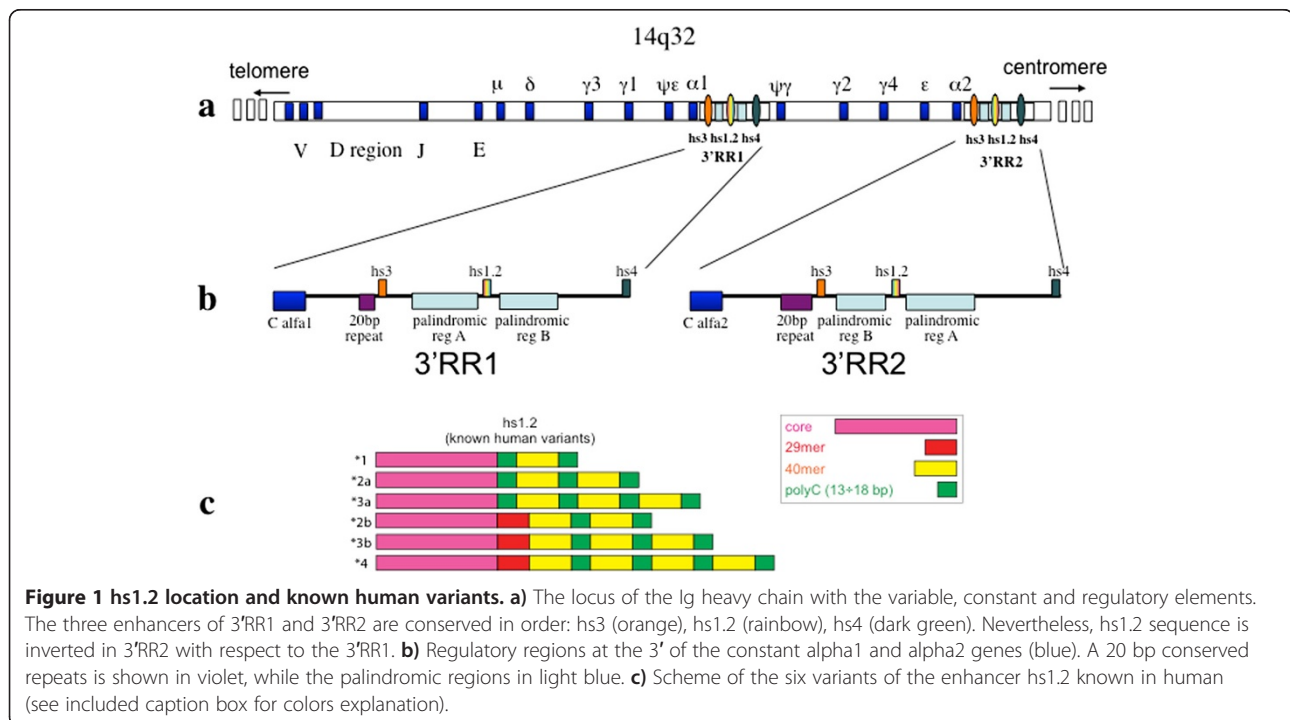 14q32
telomere
centromere
a
μ δ γ3 γ1 ψε α1 ψγ γ2 γ4 ε α2
hs3 hs1.2 hs4
3'RR1
hs3 hs1.2 hs4
3'RR2
V D region J E
b
hs3 hs1.2 hs4
C alfa1
20bp repeat
palindromic reg A
palindromic reg B
3'RR1
hs3 hs1.2 hs4
C alfa2
20bp repeat
palindromic reg B
palindromic reg A
3'RR2
c
hs1.2
(known human variants)
*1
*2a
*3a
*2b
*3b
*4
core
29mer
40mer
polyC (13÷18 bp)
Figure 1 hs1.2 location and known human variants. a) The locus of the Ig heavy chain with the variable, constant and regulatory elements.
The three enhancers of 3'RR1 and 3'RR2 are conserved in order: hs3 (orange), hs1.2 (rainbow), hs4 (dark green). Nevertheless, hs1.2 sequence is
inverted in 3'RR2 with respect to the 3'RR1. b) Regulatory regions at the 3' of the constant alpha1 and alpha2 genes (blue). A 20 bp conserved
repeats is shown in violet, while the palindromic regions in light blue. c) Scheme of the six variants of the enhancer hs1.2 known in human
(see included caption box for colors explanation).